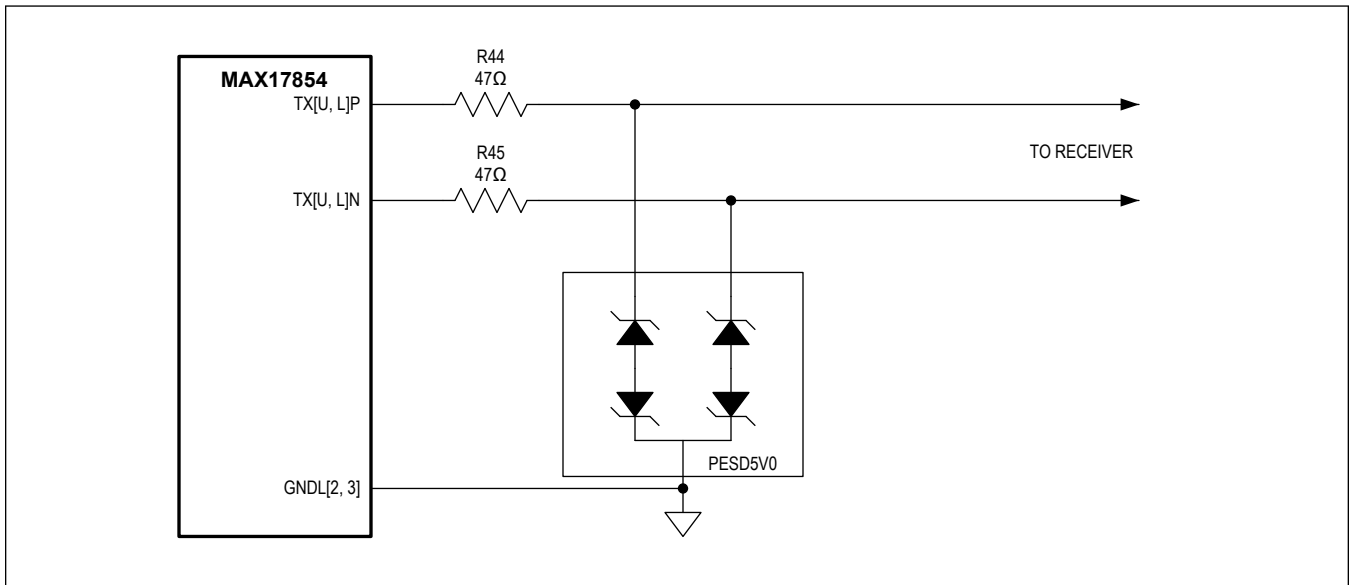 R44
47Ω
MAX17854
TX[U, L]P
TO RECEIVER
R45
47Ω
TX[U, L]N
PESD5V0
GNDL[2, 3]